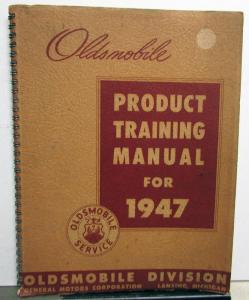 Oldsmobile
PRODUCT
TRAINING
MANUAL
FOR
1947
OLDSMOBILE
SERVICE
OLDSMOBILE DIVISION
GENERAL MOTORS CORPORATION LANSING, MICHIGAN